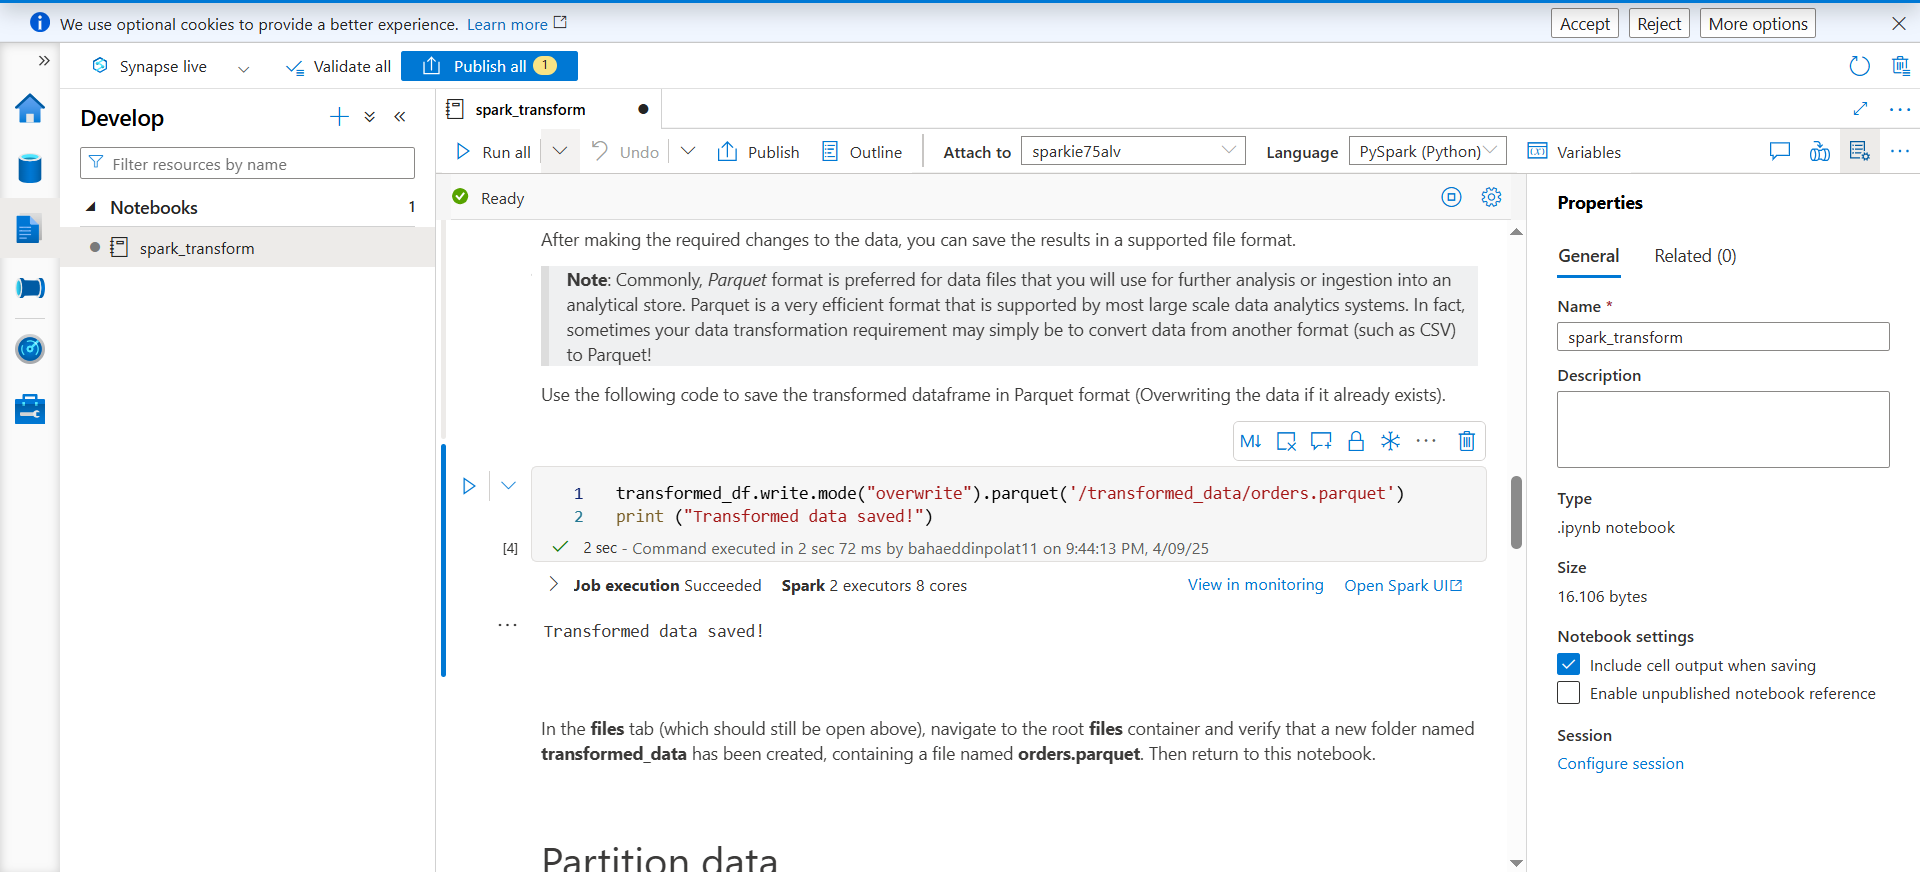 We use optional cookies to provide a better experience. Learn more
Accept
Reject
More options
Synapse live
Validate all
Publish all 1
Develop
Filter resources by name
Notebooks 1
spark_transform
spark_transform
Run all
Undo
Publish
Outline
Attach to sparkie75alv
Language PySpark (Python)
Variables
Ready
After making the required changes to the data, you can save the results in a supported file format.
Note: Commonly, Parquet format is preferred for data files that you will use for further analysis or ingestion into an
analytical store. Parquet is a very efficient format that is supported by most large scale data analytics systems. In fact,
sometimes your data transformation requirement may simply be to convert data from another format (such as CSV)
to Parquet!
Use the following code to save the transformed dataframe in Parquet format (Overwriting the data if it already exists).
M↓
1 transformed_df.write.mode("overwrite").parquet('/transformed_data/orders.parquet')
2 print ("Transformed data saved!")
[4] 2 sec - Command executed in 2 sec 72 ms by bahaeddinpolat11 on 9:44:13 PM, 4/09/25
Job execution Succeeded Spark 2 executors 8 cores View in monitoring Open Spark UI
Transformed data saved!
In the files tab (which should still be open above), navigate to the root files container and verify that a new folder named
transformed_data has been created, containing a file named orders.parquet. Then return to this notebook.
Partition data
Properties
General Related (0)
Name *
spark_transform
Description
Type
.ipynb notebook
Size
16.106 bytes
Notebook settings
Include cell output when saving
Enable unpublished notebook reference
Session
Configure session